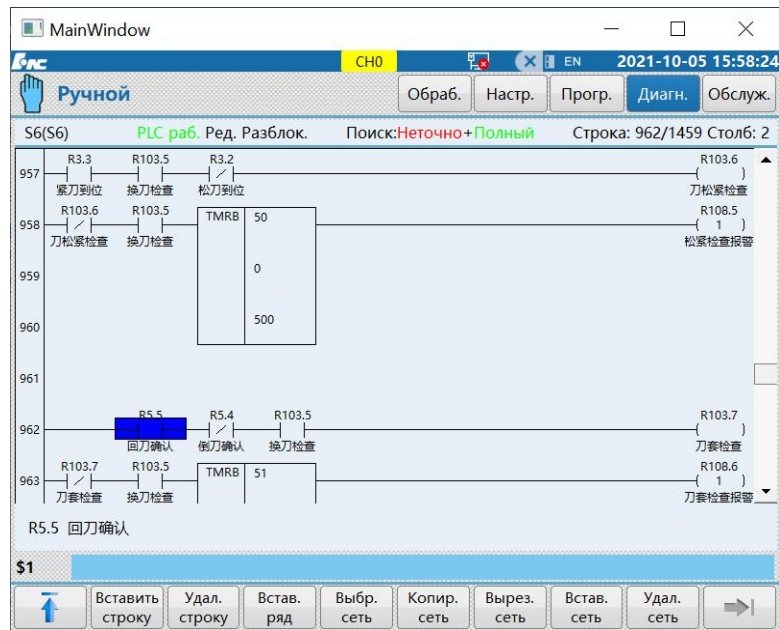 MainWindow
CH0 EN 2021-10-05 15:58:24
Ручной Обраб. Настр. Прогр. Диагн. Обслуж.
S6(S6) PLC раб. Ред. Разблок. Поиск:Неточно+Полный Строка: 962/1459 Столб: 2
R3.3 R103.5 R3.2 R103.6
957
紧刀到位 换刀检查 松刀到位 刀松紧检查
R103.6 R103.5 TMRB 50 R108.5
958 1
刀松紧检查 换刀检查 松紧检查报警
959 0
960 500
961
R5.5 R5.4 R103.5 R103.7
962
回刀确认 倒刀确认 换刀检查 刀套检查
R103.7 R103.5 TMRB 51 R108.6
963 1
刀套检查 换刀检查 刀套检查报警
R5.5 回刀确认
$1
Вставить строку Удал. строку Встав. ряд Выбр. сеть Копир. сеть Вырез. сеть Встав. сеть Удал. сеть